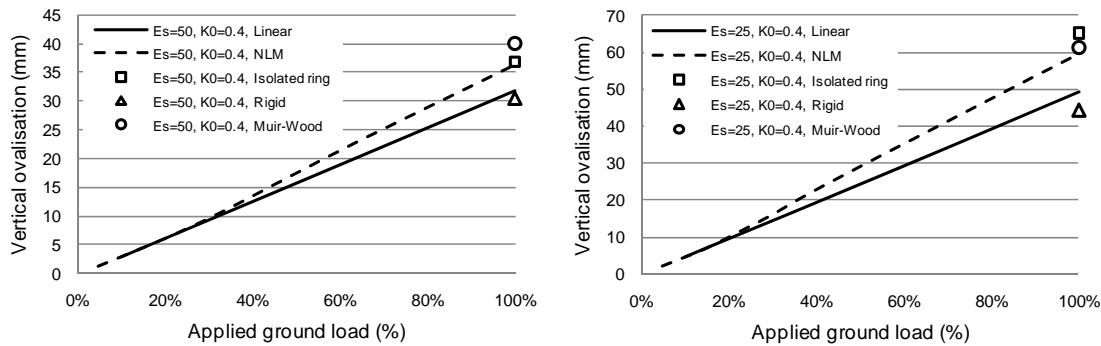 45
40
35
30
25
20
15
10
5
0
Vertical ovalisation (mm)
Es=50, K0=0.4, Linear
Es=50, K0=0.4, NLM
Es=50, K0=0.4, Isolated ring
Es=50, K0=0.4, Rigid
Es=50, K0=0.4, Muir-Wood
0% 20% 40% 60% 80% 100%
Applied ground load (%)
70
60
50
40
30
20
10
0
Vertical ovalisation (mm)
Es=25, K0=0.4, Linear
Es=25, K0=0.4, NLM
Es=25, K0=0.4, Isolated ring
Es=25, K0=0.4, Rigid
Es=25, K0=0.4, Muir-Wood
0% 20% 40% 60% 80% 100%
Applied ground load (%)